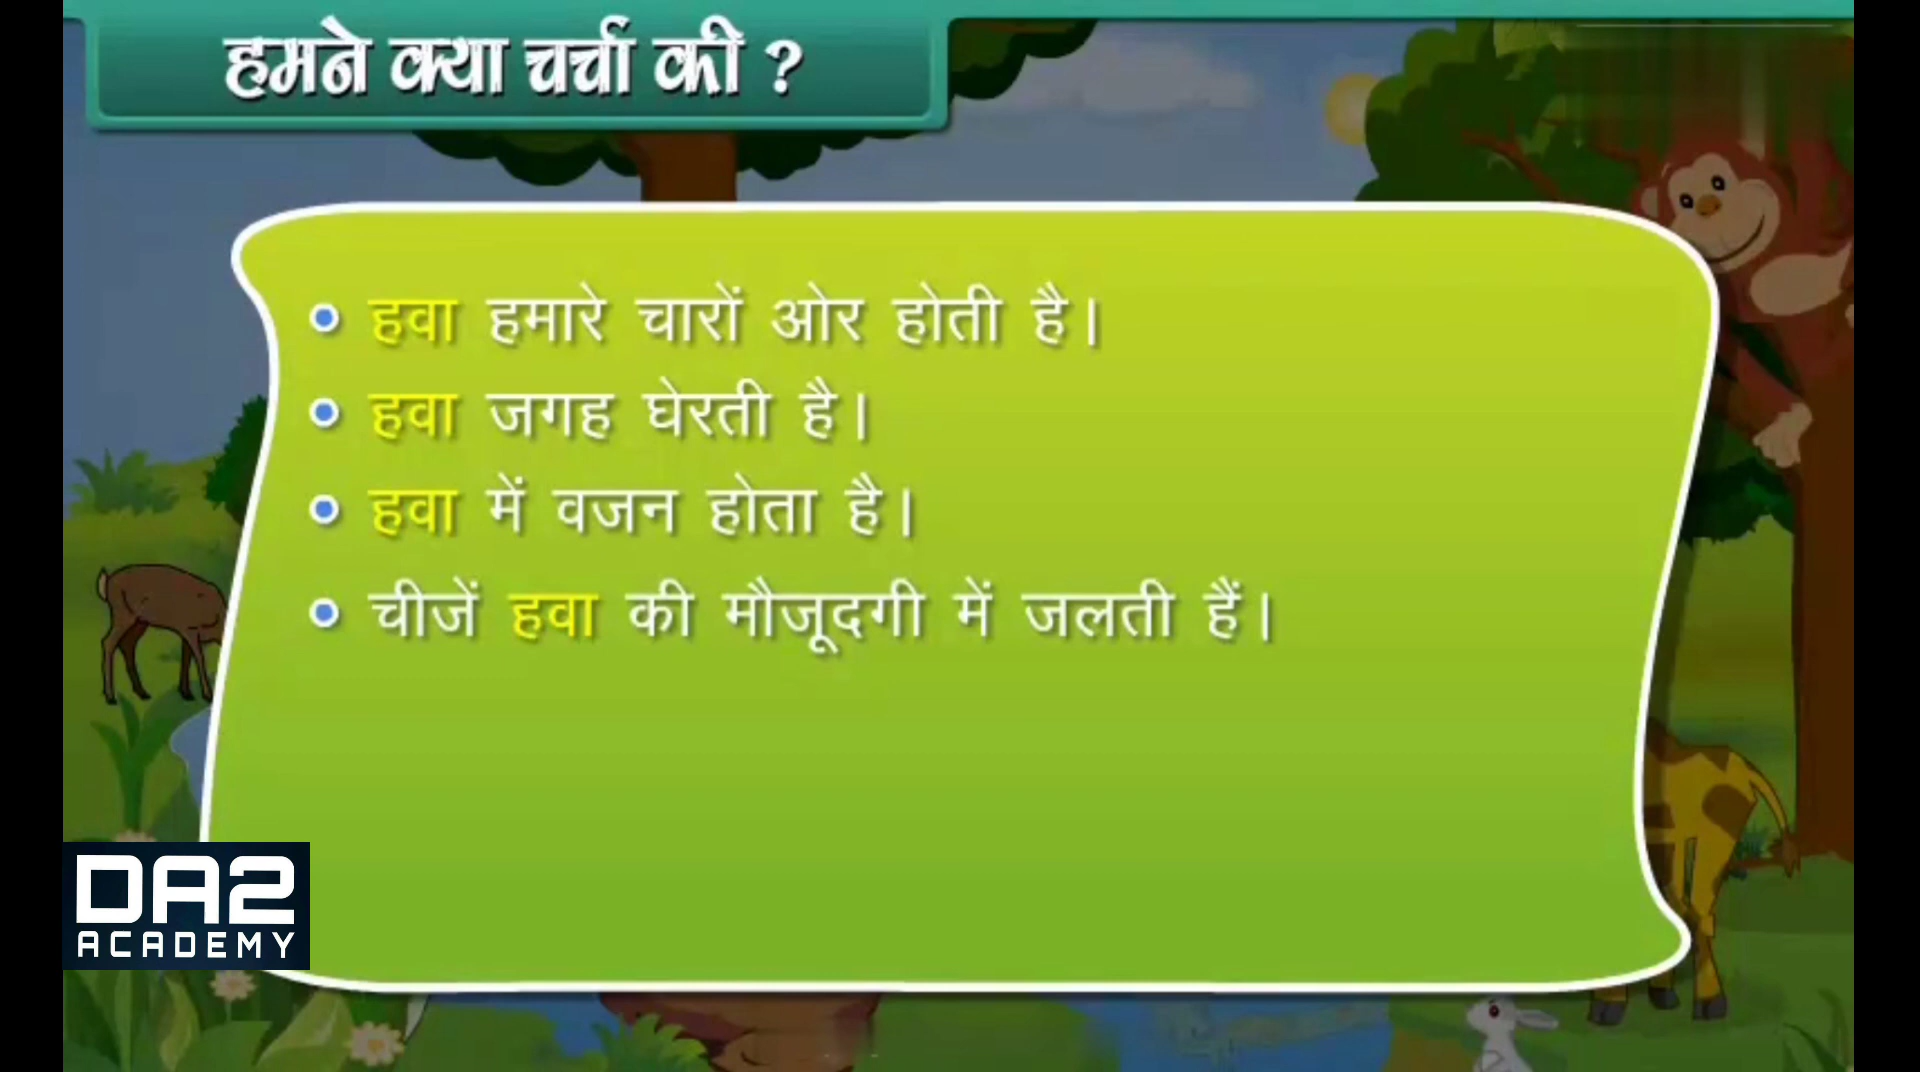 हमने क्या चर्चा की ?
• हवा हमारे चारों ओर होती है।
• हवा जगह घेरती है।
• हवा में वजन होता है।
• चीजें हवा की मौजूदगी में जलती हैं।
DA2
ACADEMY